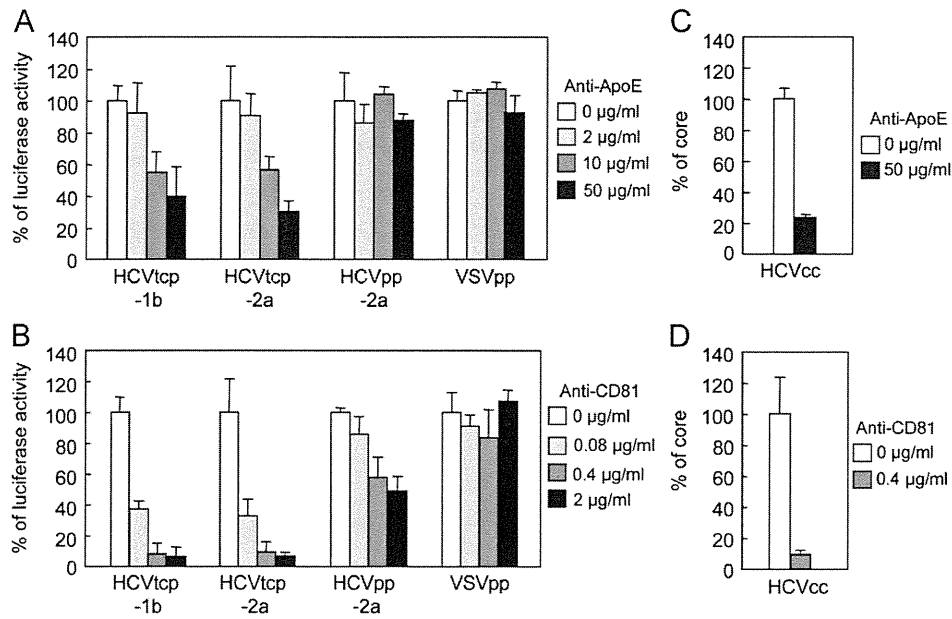 A
% of luciferase activity
140
120
100
80
60
40
20
0
HCVtcp
-1b
HCVtcp
-2a
HCVpp
-2a
VSVpp
Anti-ApoE
0 µg/ml
2 µg/ml
10 µg/ml
50 µg/ml
C
% of core
140
120
100
80
60
40
20
0
HCVcc
Anti-ApoE
0 µg/ml
50 µg/ml
B
% of luciferase activity
140
120
100
80
60
40
20
0
HCVtcp
-1b
HCVtcp
-2a
HCVpp
-2a
VSVpp
Anti-CD81
0 µg/ml
0.08 µg/ml
0.4 µg/ml
2 µg/ml
D
% of core
140
120
100
80
60
40
20
0
HCVcc
Anti-CD81
0 µg/ml
0.4 µg/ml